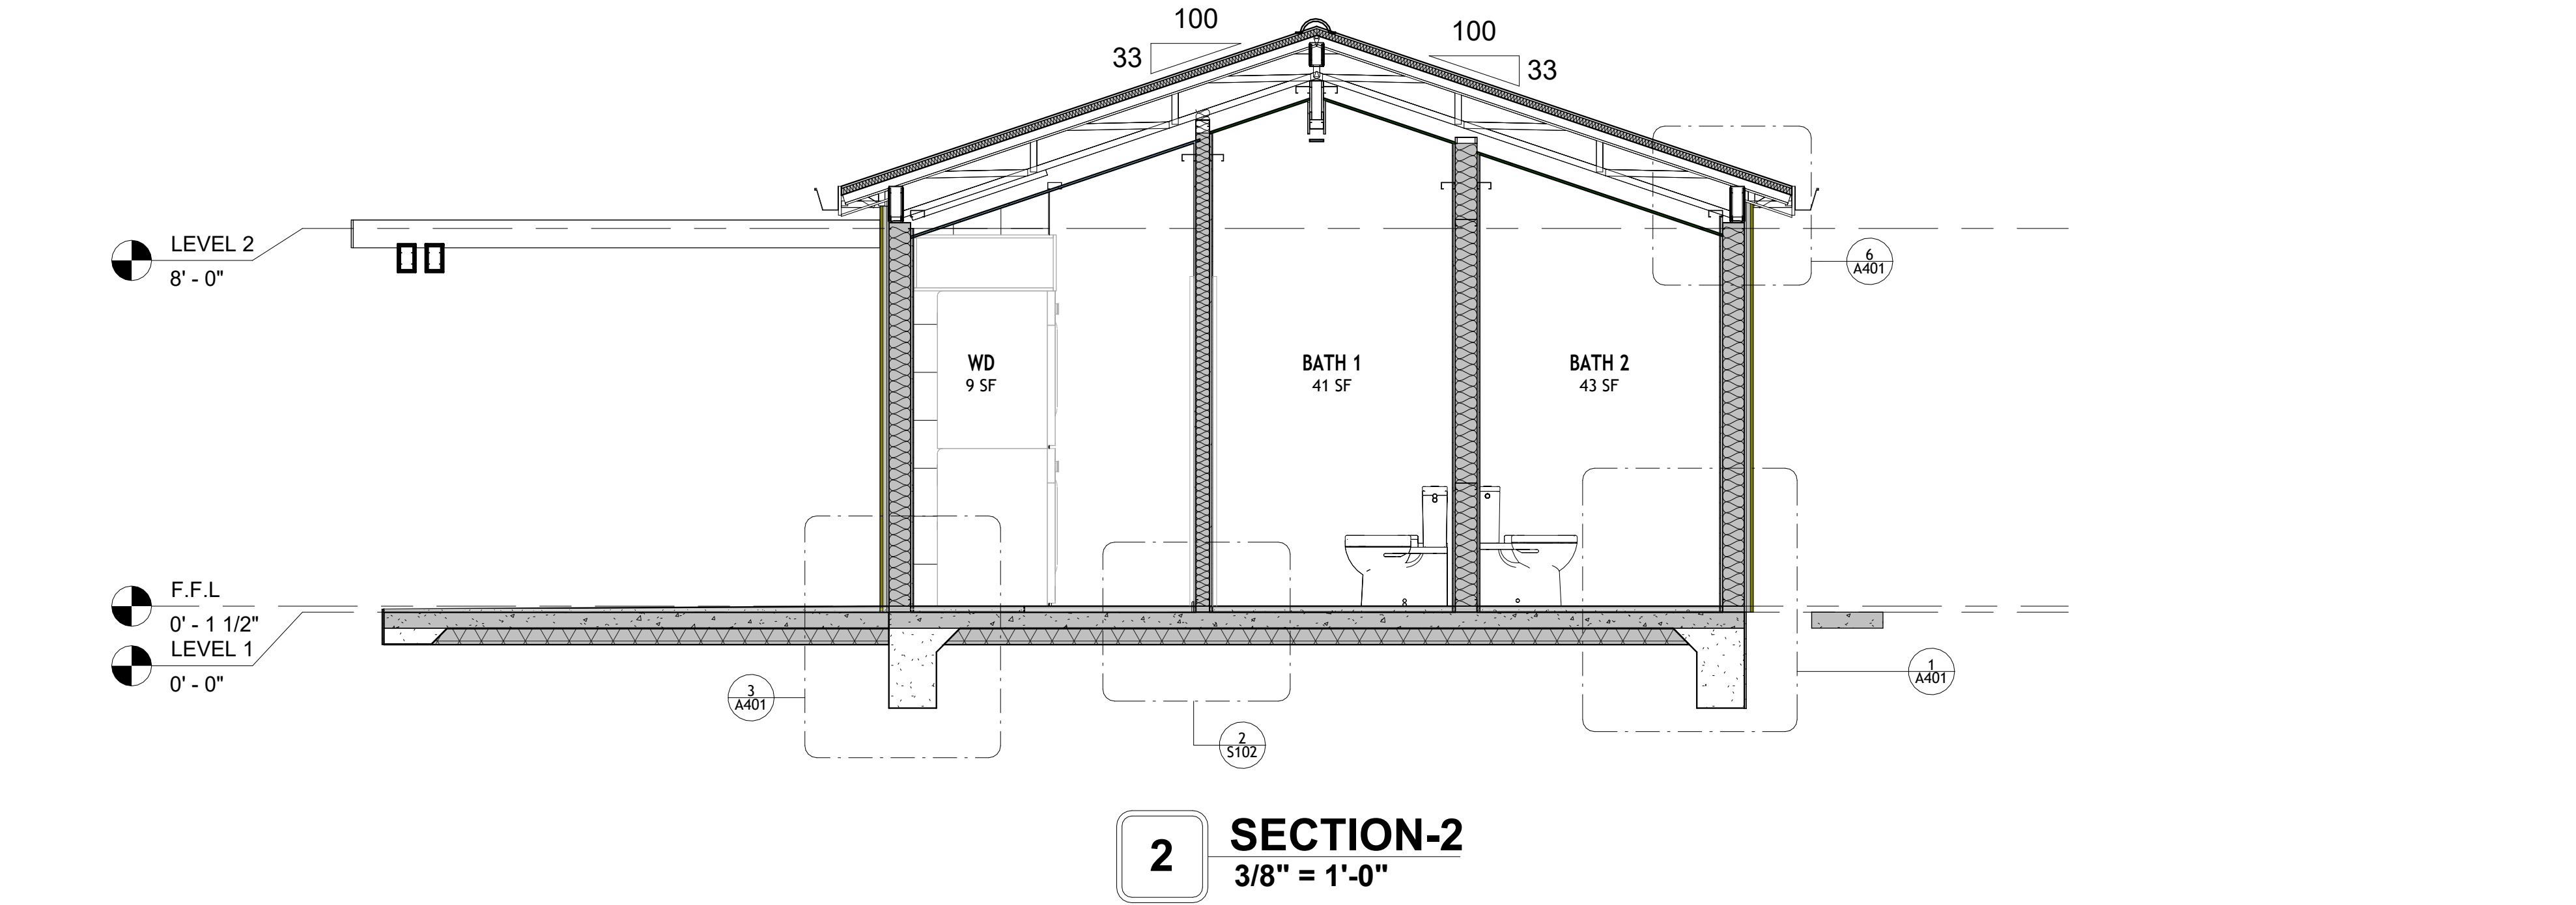 100
33
100
33
LEVEL 2
8' - 0"
6
A401
WD
9 SF
BATH 1
41 SF
BATH 2
43 SF
F.F.L
0' - 1 1/2"
LEVEL 1
0' - 0"
3
A401
2
S102
1
A401
2
SECTION-2
3/8" = 1'-0"